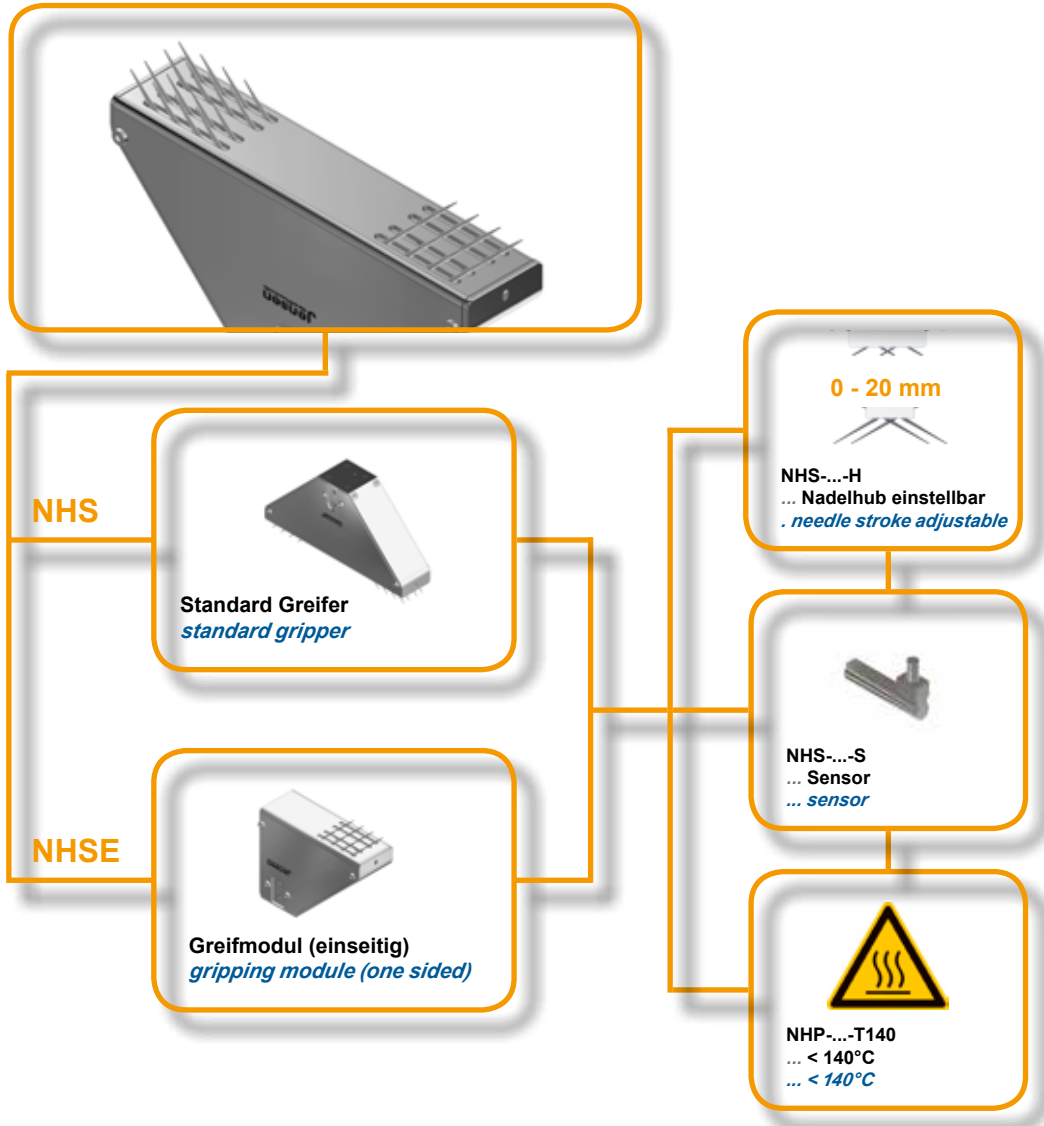 Jensen
NHS
Standard Greifer
standard gripper
NHSE
Greifmodul (einseitig)
gripping module (one sided)
0 - 20 mm
NHS-...-H
... Nadelhub einstellbar
. needle stroke adjustable
NHS-...-S
... Sensor
... sensor
NHP-...-T140
... < 140°C
... < 140°C